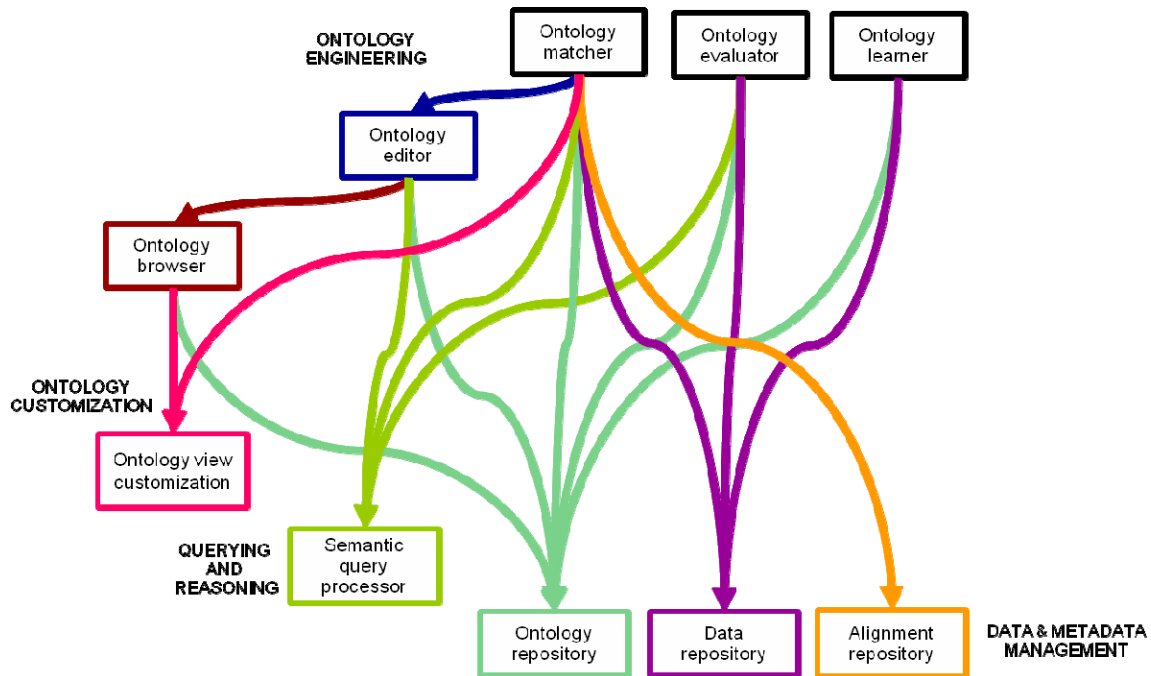 ONTOLOGY
ENGINEERING
Ontology
matcher
Ontology
evaluator
Ontology
learner
Ontology
editor
Ontology
browser
ONTOLOGY
CUSTOMIZATION
Ontology view
customization
QUERYING
AND
REASONING
Semantic
query
processor
Ontology
repository
Data
repository
Alignment
repository
DATA & METADATA
MANAGEMENT